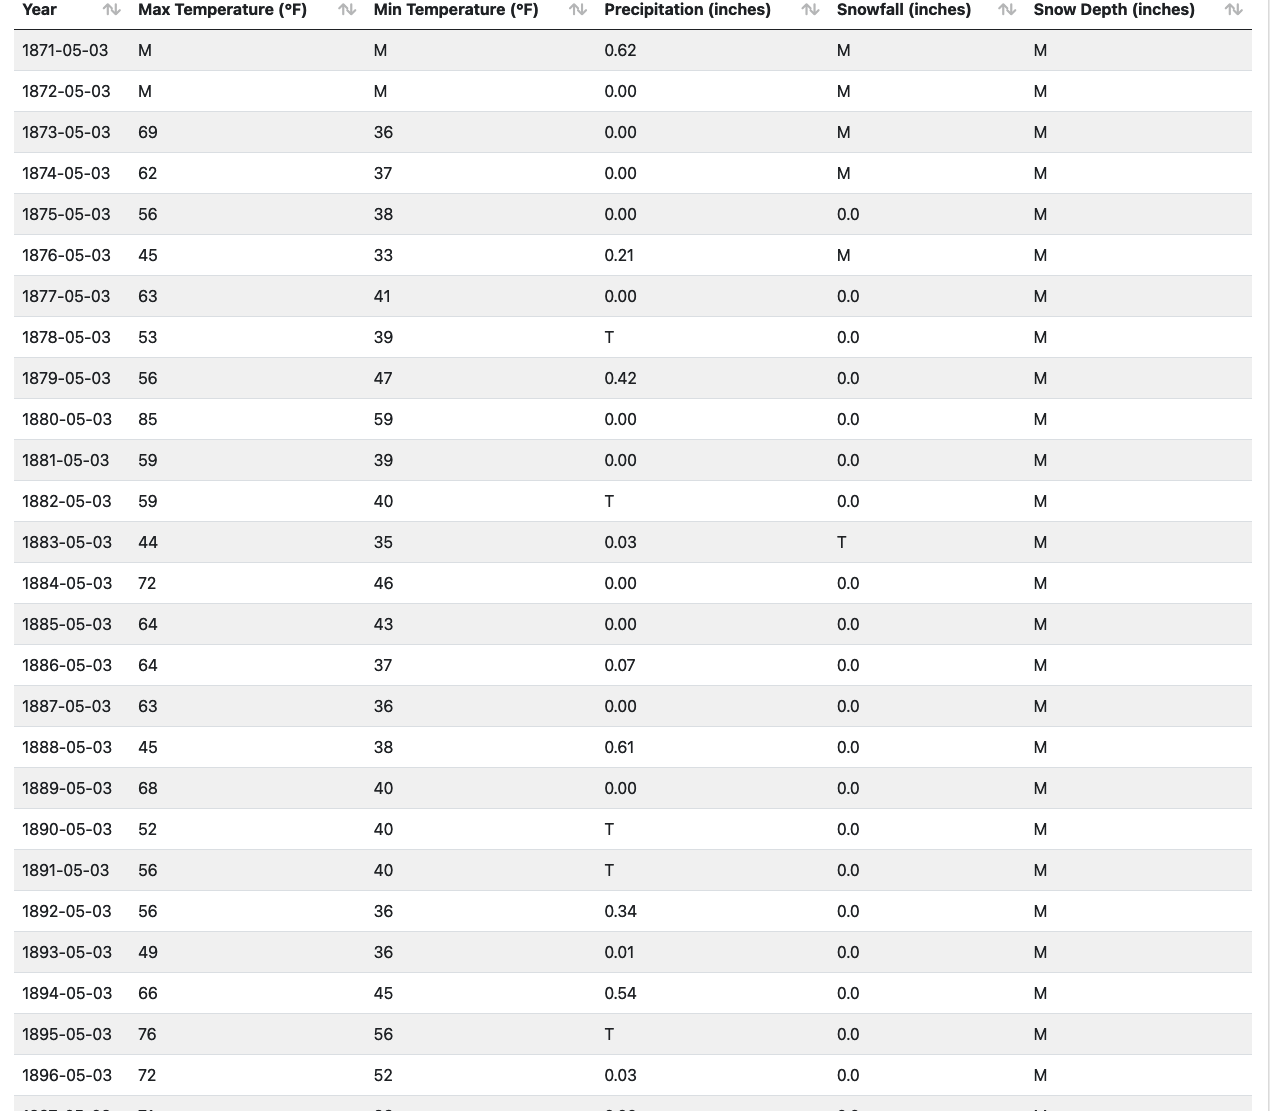 Year Max Temperature (°F) Min Temperature (°F) Precipitation (inches) Snowfall (inches) Snow Depth (inches)
1871-05-03 M M 0.62 M M
1872-05-03 M M 0.00 M M
1873-05-03 69 36 0.00 M M
1874-05-03 62 37 0.00 M M
1875-05-03 56 38 0.00 0.0 M
1876-05-03 45 33 0.21 M M
1877-05-03 63 41 0.00 0.0 M
1878-05-03 53 39 T 0.0 M
1879-05-03 56 47 0.42 0.0 M
1880-05-03 85 59 0.00 0.0 M
1881-05-03 59 39 0.00 0.0 M
1882-05-03 59 40 T 0.0 M
1883-05-03 44 35 0.03 T M
1884-05-03 72 46 0.00 0.0 M
1885-05-03 64 43 0.00 0.0 M
1886-05-03 64 37 0.07 0.0 M
1887-05-03 63 36 0.00 0.0 M
1888-05-03 45 38 0.61 0.0 M
1889-05-03 68 40 0.00 0.0 M
1890-05-03 52 40 T 0.0 M
1891-05-03 56 40 T 0.0 M
1892-05-03 56 36 0.34 0.0 M
1893-05-03 49 36 0.01 0.0 M
1894-05-03 66 45 0.54 0.0 M
1895-05-03 76 56 T 0.0 M
1896-05-03 72 52 0.03 0.0 M